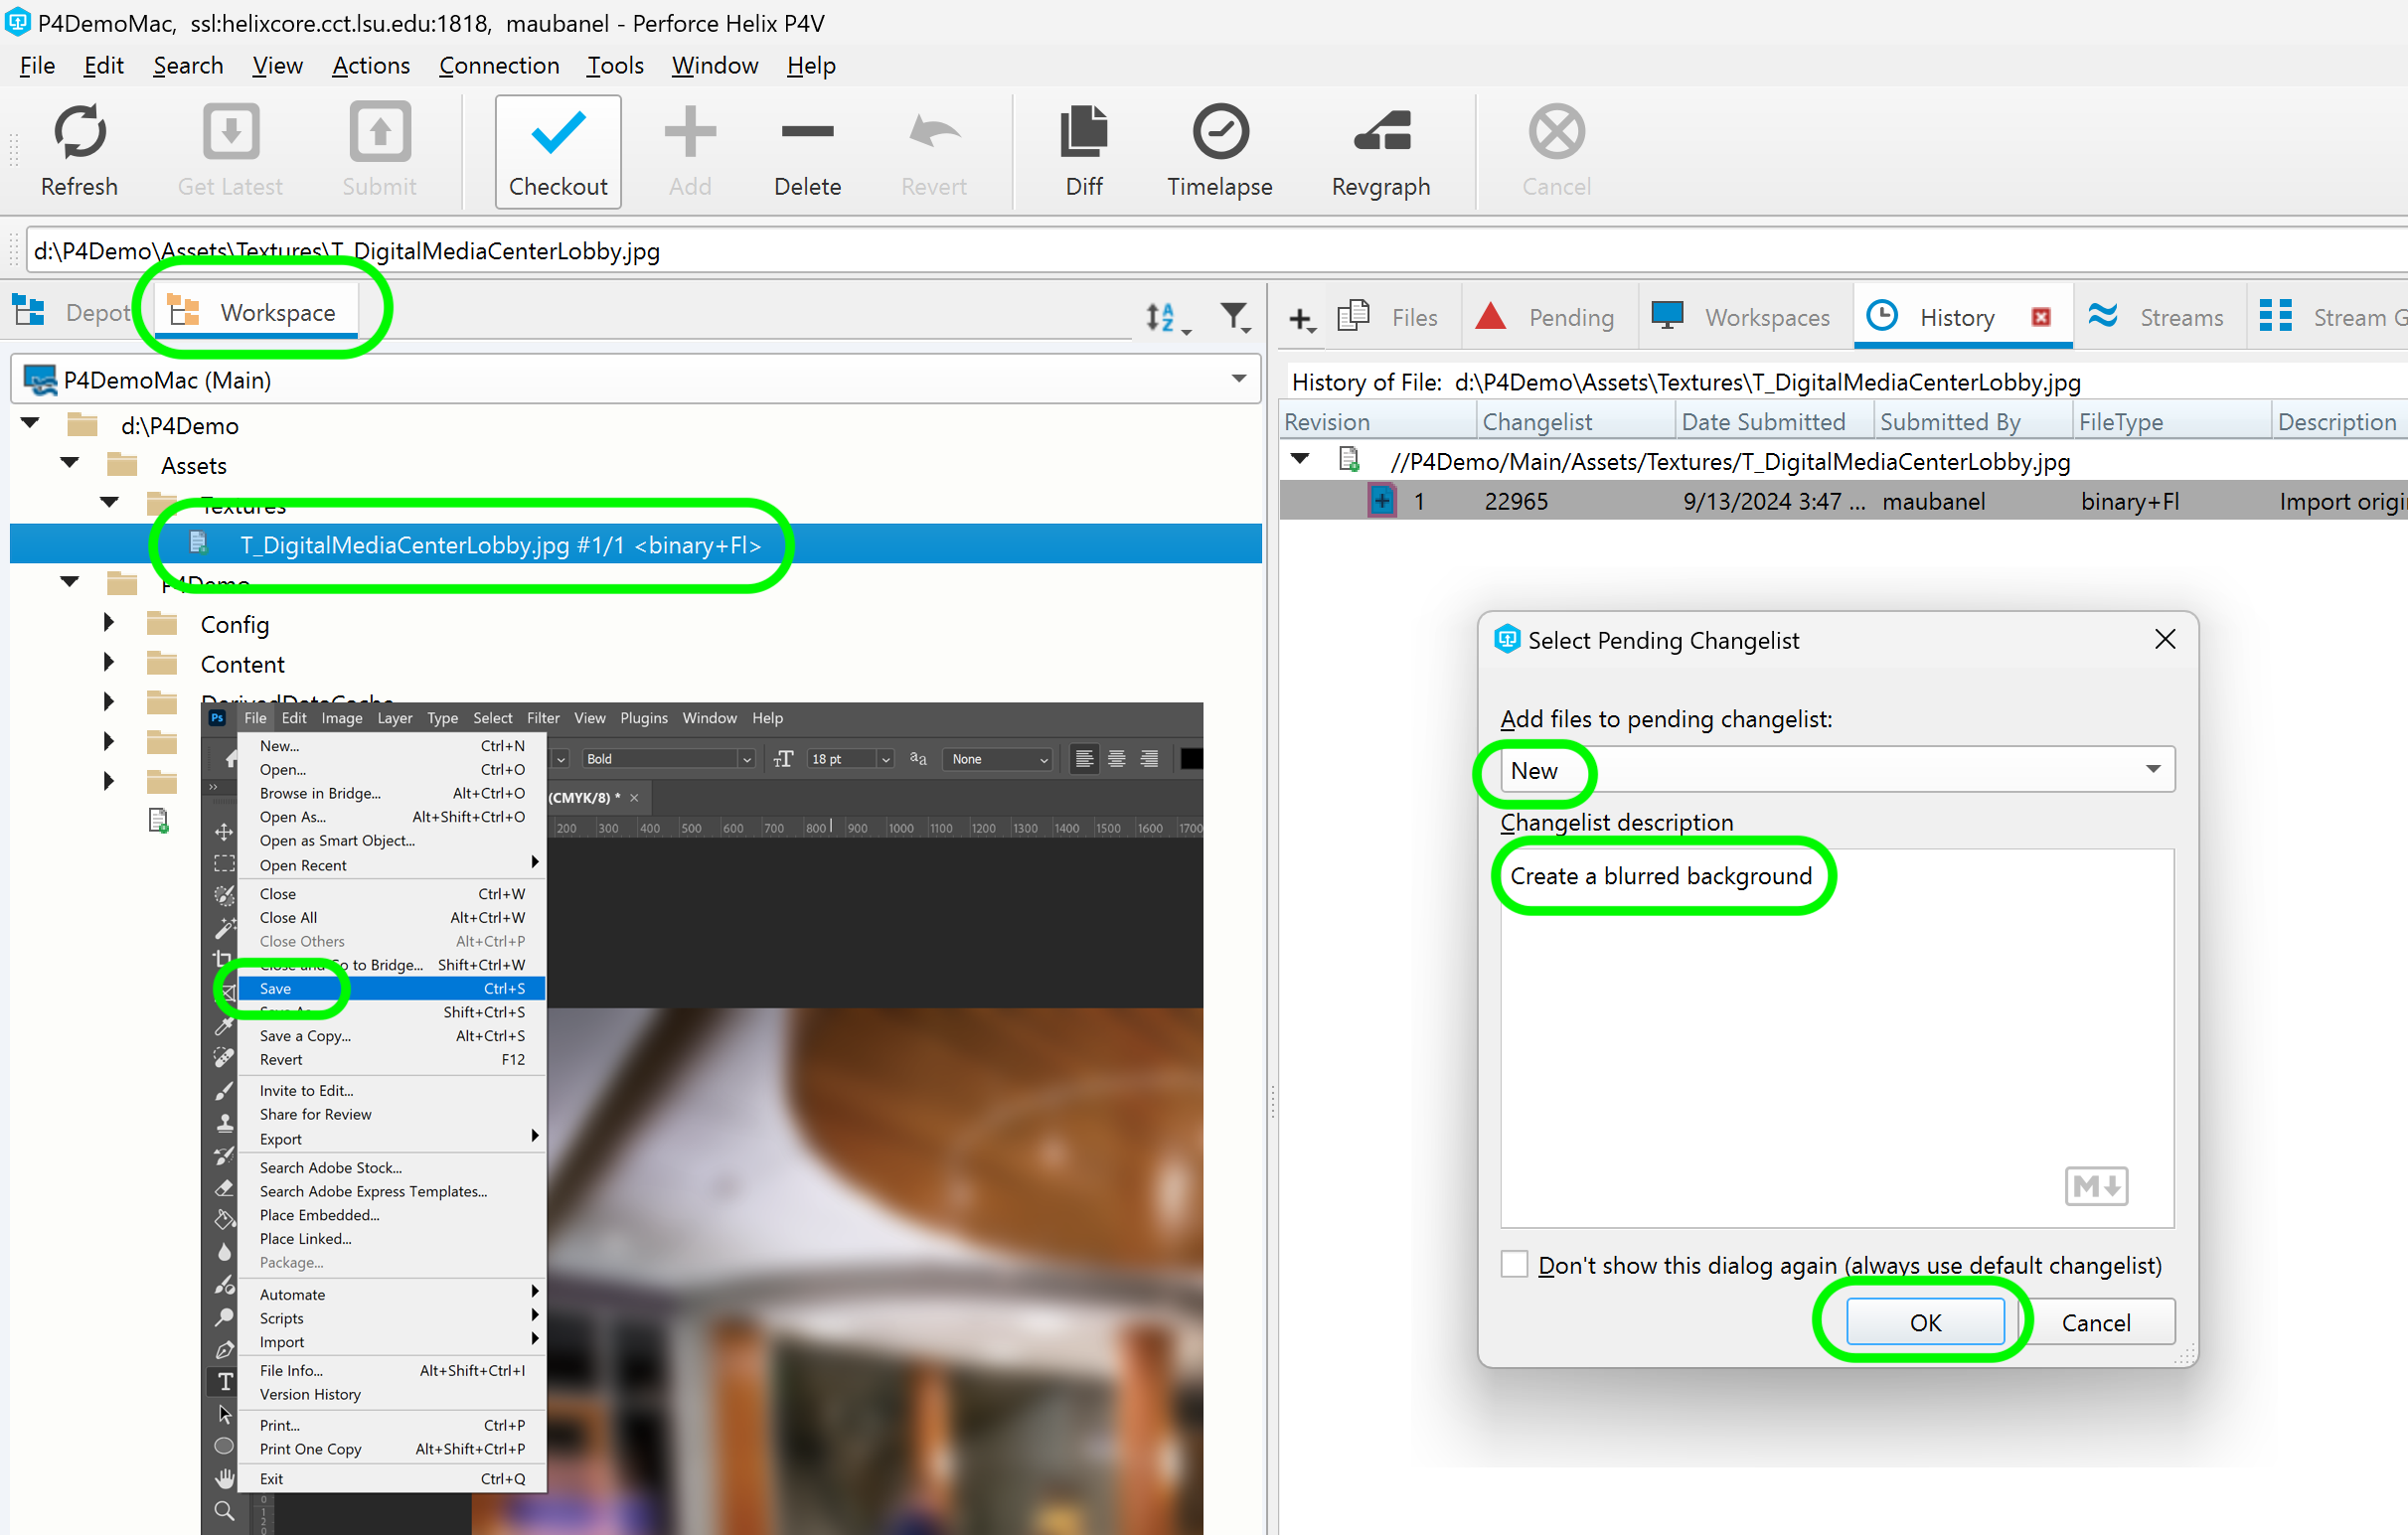 P4DemoMac, ssl:helixcore.cct.lsu.edu:1818, maubanel - Perforce Helix P4V
File Edit Search View Actions Connection Tools Window Help
Refresh Get Latest Submit Checkout Add Delete Revert Diff Timelapse Revgraph Cancel
d:\P4Demo\Assets\Textures\T_DigitalMediaCenterLobby.jpg
Depot Workspace
P4DemoMac (Main)
d:\P4Demo
Assets
Textures
T_DigitalMediaCenterLobby.jpg #1/1 <binary+Fl>
P4Demo
Config
Content
DerivedDataCache
Ps File Edit Image Layer Type Select Filter View Plugins Window Help
Bold 18 pt aa None
(CMYK/8) * ×
200 300 400 500 600 700 800 900 1000 1100 1200 1300 1400 1500 1600 1700
New... Ctrl+N
Open... Ctrl+O
Browse in Bridge... Alt+Ctrl+O
Open As... Alt+Shift+Ctrl+O
Open as Smart Object...
Open Recent
Close Ctrl+W
Close All Alt+Ctrl+W
Close Others Alt+Ctrl+P
Close and Go to Bridge... Shift+Ctrl+W
Save Ctrl+S
Save As Shift+Ctrl+S
Save a Copy... Alt+Ctrl+S
Revert F12
Invite to Edit...
Share for Review
Export
Search Adobe Stock...
Search Adobe Express Templates...
Place Embedded...
Place Linked...
Package...
Automate
Scripts
Import
File Info... Alt+Shift+Ctrl+I
Version History
Print... Ctrl+P
Print One Copy Alt+Shift+Ctrl+P
Exit Ctrl+Q
Files Pending Workspaces History Streams Stream G
History of File: d:\P4Demo\Assets\Textures\T_DigitalMediaCenterLobby.jpg
Revision Changelist Date Submitted Submitted By FileType Description
//P4Demo/Main/Assets/Textures/T_DigitalMediaCenterLobby.jpg
1 22965 9/13/2024 3:47 ... maubanel binary+Fl Import origi
Select Pending Changelist
Add files to pending changelist:
New
Changelist description
Create a blurred background
M
Don't show this dialog again (always use default changelist)
OK Cancel